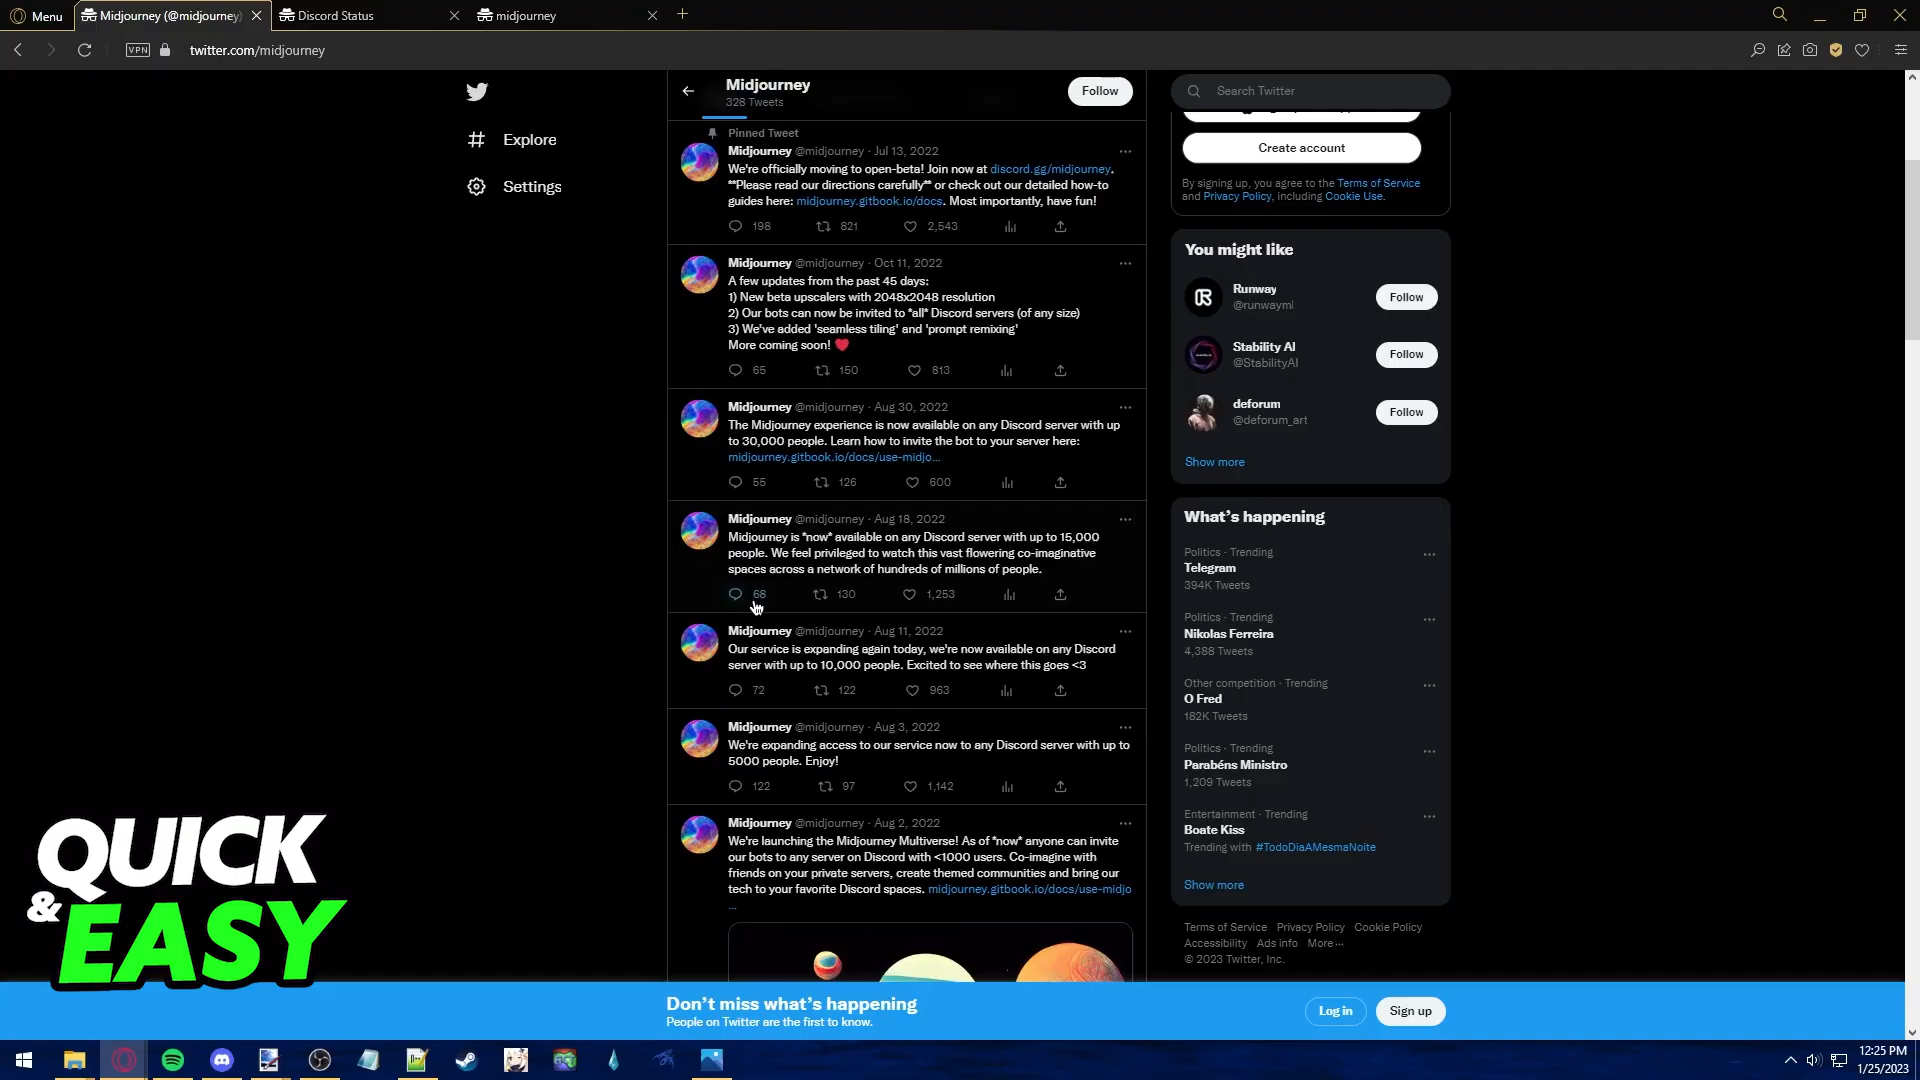 Menu
Midjourney (@midjourney)
Discord Status
midjourney
VPN
twitter.com/midjourney
Explore
Settings
Midjourney
328 Tweets
Follow
Pinned Tweet
Midjourney @midjourney · Jul 13, 2022
We're officially moving to open-beta! Join now at discord.gg/midjourney.
**Please read our directions carefully** or check out our detailed how-to
guides here: midjourney.gitbook.io/docs. Most importantly, have fun!
198 821 2,543
Midjourney @midjourney · Oct 11, 2022
A few updates from the past 45 days:
1) New beta upscalers with 2048x2048 resolution
2) Our bots can now be invited to *all* Discord servers (of any size)
3) We've added 'seamless tiling' and 'prompt remixing'
More coming soon! ❤
65 150 813
Midjourney @midjourney · Aug 30, 2022
The Midjourney experience is now available on any Discord server with up
to 30,000 people. Learn how to invite the bot to your server here:
midjourney.gitbook.io/docs/use-midjo…
55 126 600
Midjourney @midjourney · Aug 18, 2022
Midjourney is *now* available on any Discord server with up to 15,000
people. We feel privileged to watch this vast flowering co-imaginative
spaces across a network of hundreds of millions of people.
68 130 1,253
Midjourney @midjourney · Aug 11, 2022
Our service is expanding again today, we're now available on any Discord
server with up to 10,000 people. Excited to see where this goes <3
72 122 963
Midjourney @midjourney · Aug 3, 2022
We're expanding access to our service now to any Discord server with up to
5000 people. Enjoy!
122 97 1,142
Midjourney @midjourney · Aug 2, 2022
We're launching the Midjourney Multiverse! As of *now* anyone can invite
our bots to any server on Discord with <1000 users. Co-imagine with
friends on your private servers, create themed communities and bring our
tech to your favorite Discord spaces. midjourney.gitbook.io/docs/use-midjo
…
Search Twitter
Create account
By signing up, you agree to the Terms of Service
and Privacy Policy, including Cookie Use.
You might like
Runway
@runwayml
Follow
Stability AI
@StabilityAI
Follow
deforum
@deforum_art
Follow
Show more
What's happening
Politics · Trending
Telegram
394K Tweets
Politics · Trending
Nikolas Ferreira
4,388 Tweets
Other competition · Trending
O Fred
182K Tweets
Politics · Trending
Parabéns Ministro
1,209 Tweets
Entertainment · Trending
Boate Kiss
Trending with #TodoDiaAMesmaNoite
Show more
Terms of Service Privacy Policy Cookie Policy
Accessibility Ads info More ···
© 2023 Twitter, Inc.
QUICK
& EASY
Don't miss what's happening
People on Twitter are the first to know.
Log in
Sign up
12:25 PM
1/25/2023